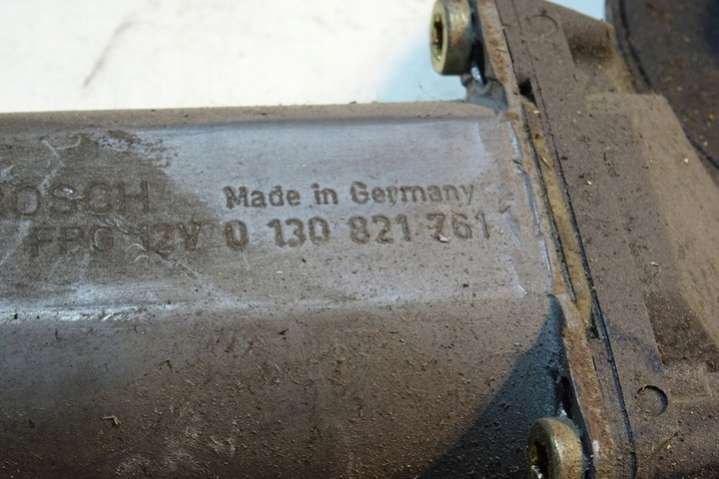 BOSCH Made in Germany
FPG 12V 0 130 821 761